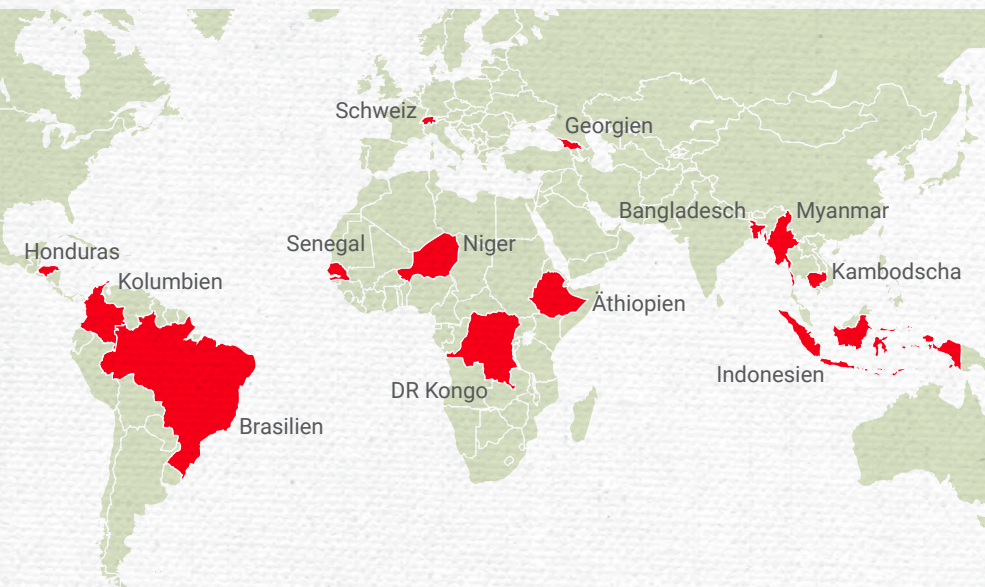 Schweiz
Georgien
Bangladesch
Myanmar
Senegal
Niger
Honduras
Kolumbien
Kambodscha
Äthiopien
Indonesien
DR Kongo
Brasilien